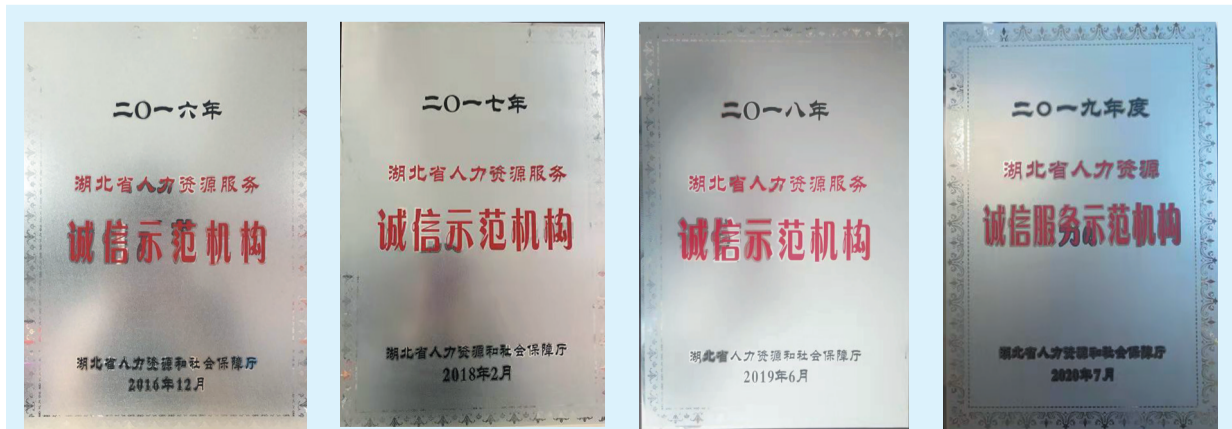 二〇一六年
湖北省人力资源服务
诚信示范机构
湖北省人力资源和社会保障厅
2016年12月
二〇一七年
湖北省人力资源服务
诚信示范机构
湖北省人力资源和社会保障厅
2018年2月
二〇一八年
湖北省人力资源服务
诚信示范机构
湖北省人力资源和社会保障厅
2019年6月
二〇一九年度
湖北省人力资源
诚信服务示范机构
湖北省人力资源和社会保障厅
2020年7月